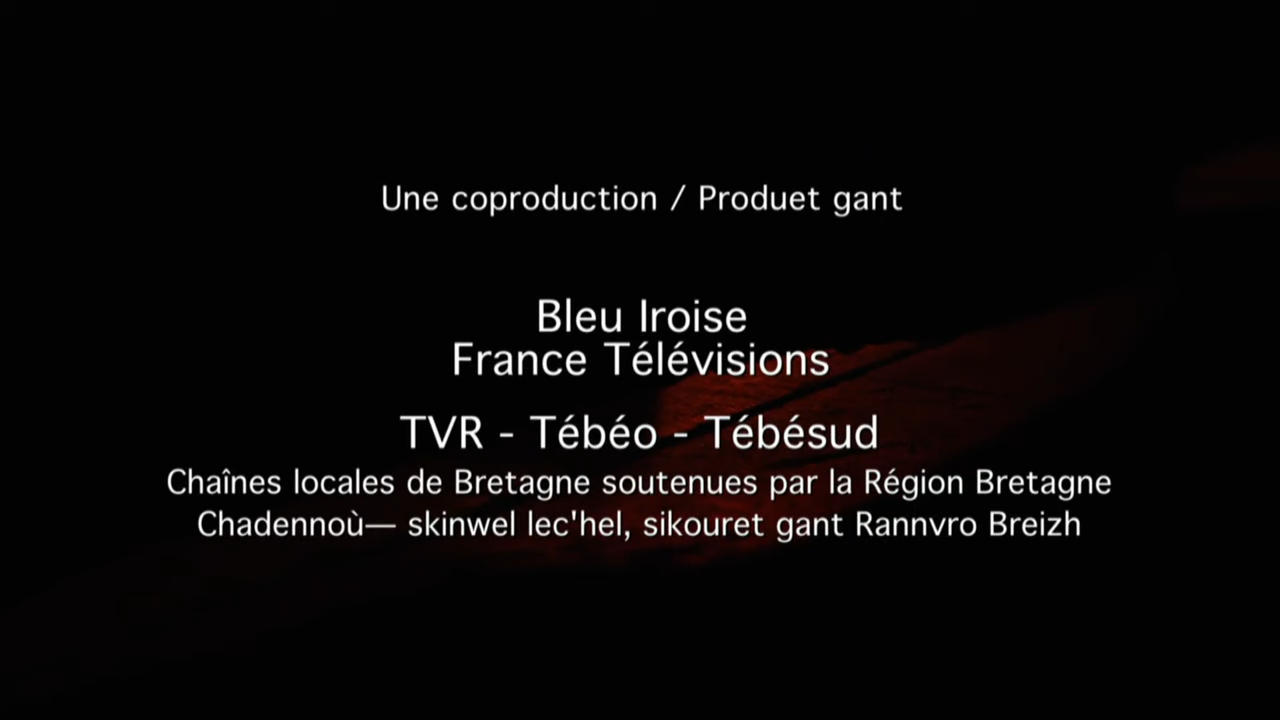 Une coproduction / Produet gant
Bleu Iroise
France Télévisions
TVR - Tébéo - Tébésud
Chaînes locales de Bretagne soutenues par la Région Bretagne
Chadennoù— skinwel lec'hel, sikouret gant Rannvro Breizh